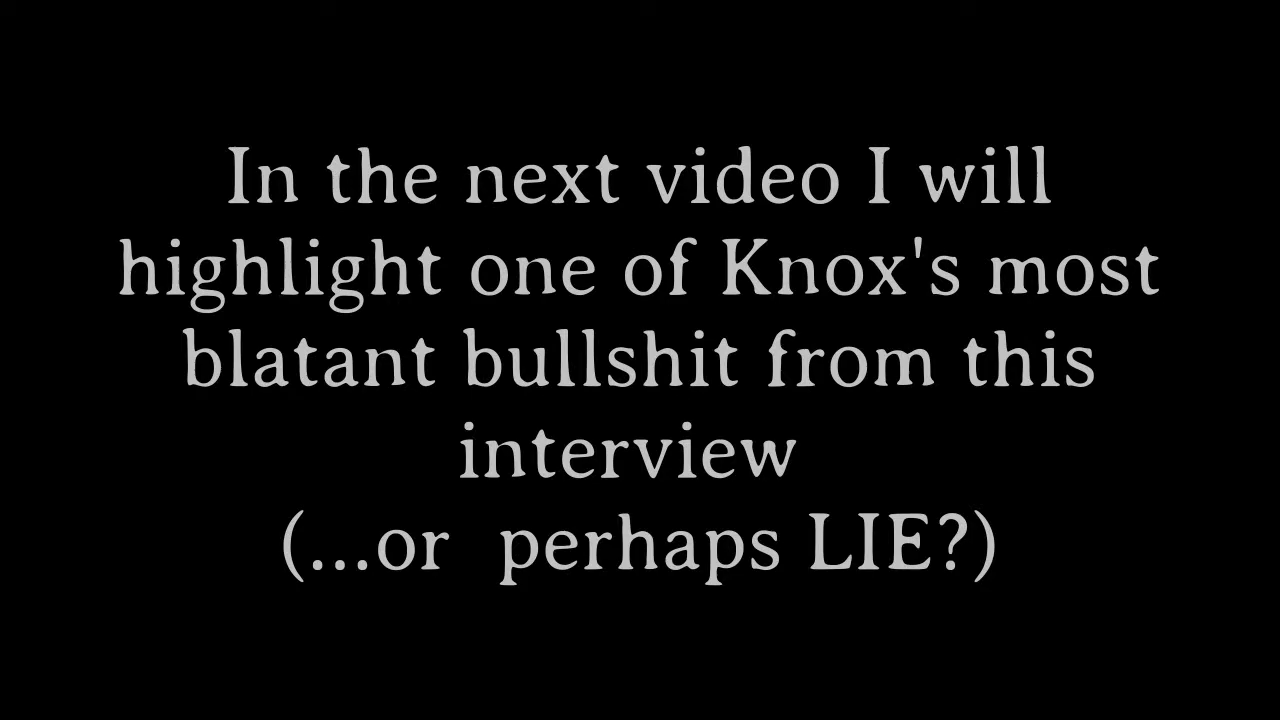 In the next video I will
highlight one of Knox's most
blatant bullshit from this
interview
(...or  perhaps LIE?)